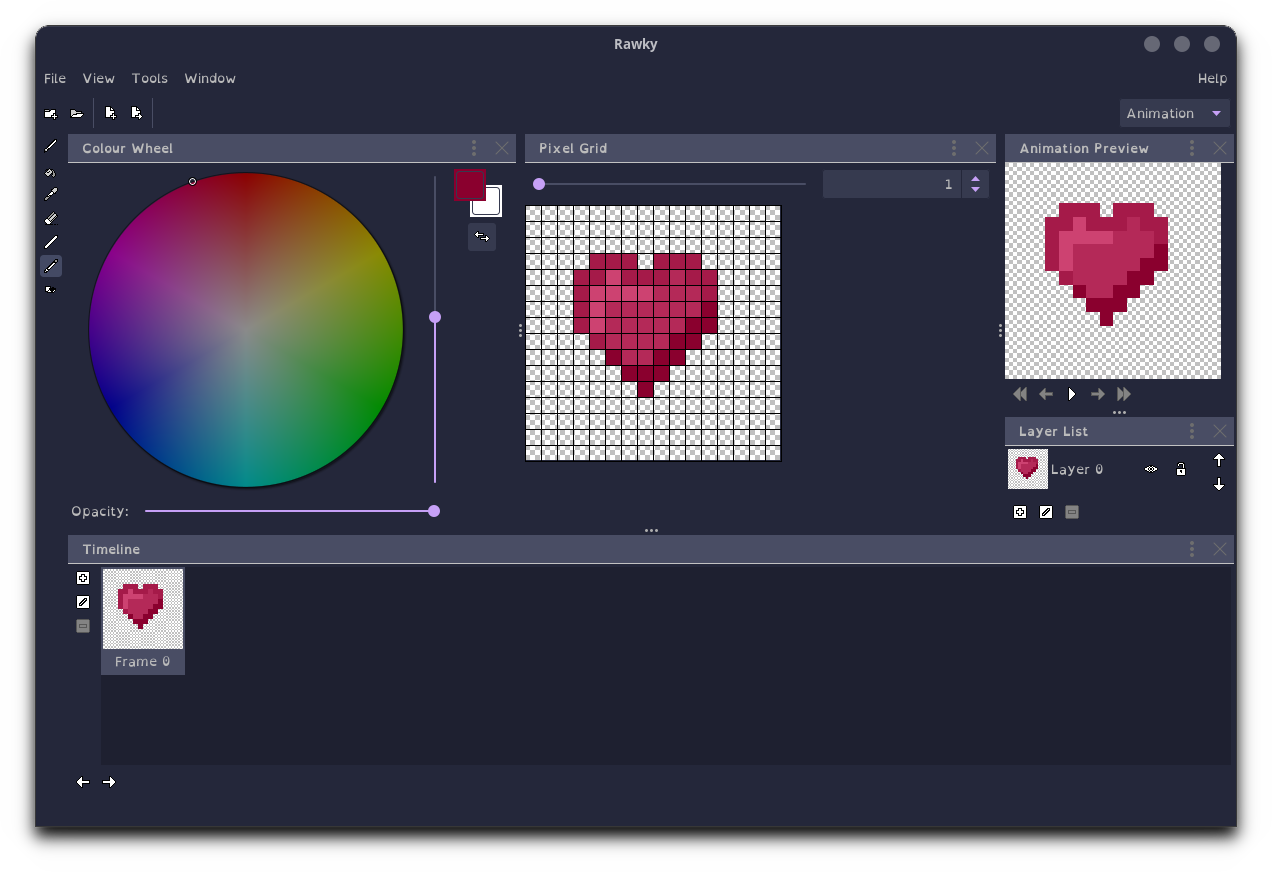 Rawky
File View Tools Window Help
Animation
Colour Wheel
Pixel Grid
Animation Preview
1
Layer List
Layer 0
Opacity:
Timeline
Frame 0